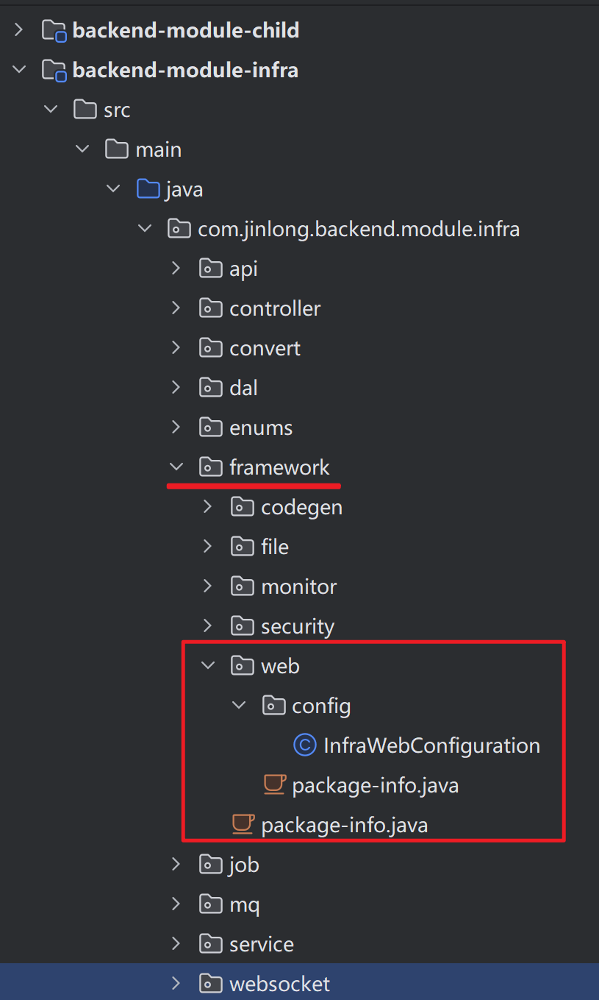 backend-module-child
backend-module-infra
src
main
java
com.jinlong.backend.module.infra
api
controller
convert
dal
enums
framework
codegen
file
monitor
security
web
config
InfraWebConfiguration
package-info.java
package-info.java
job
mq
service
websocket